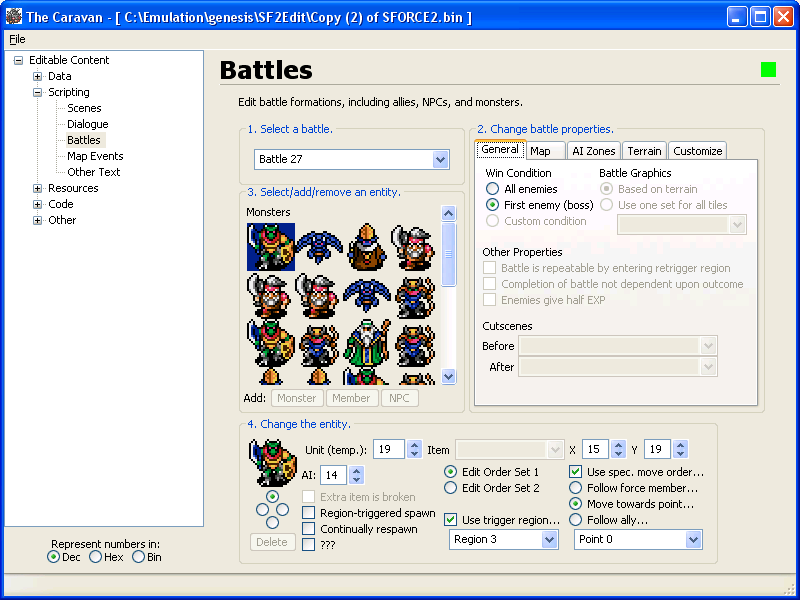 The Caravan - [ C:\Emulation\genesis\SF2Edit\Copy (2) of SFORCE2.bin ]
File
Editable Content
Data
Scripting
Scenes
Dialogue
Battles
Map Events
Other Text
Resources
Code
Other
Represent numbers in:
Dec Hex Bin
Battles
Edit battle formations, including allies, NPCs, and monsters.
1. Select a battle.
Battle 27
3. Select/add/remove an entity.
Monsters
Add: Monster Member NPC
2. Change battle properties.
General Map AI Zones Terrain Customize
Win Condition
All enemies
First enemy (boss)
Custom condition
Battle Graphics
Based on terrain
Use one set for all tiles
Other Properties
Battle is repeatable by entering retrigger region
Completion of battle not dependent upon outcome
Enemies give half EXP
Cutscenes
Before
After
4. Change the entity.
Unit (temp.): 19 Item X 15 Y 19
AI: 14
Extra item is broken
Region-triggered spawn
Continually respawn
???
Delete
Edit Order Set 1
Edit Order Set 2
Use trigger region...
Region 3
Use spec. move order...
Follow force member...
Move towards point...
Follow ally...
Point 0